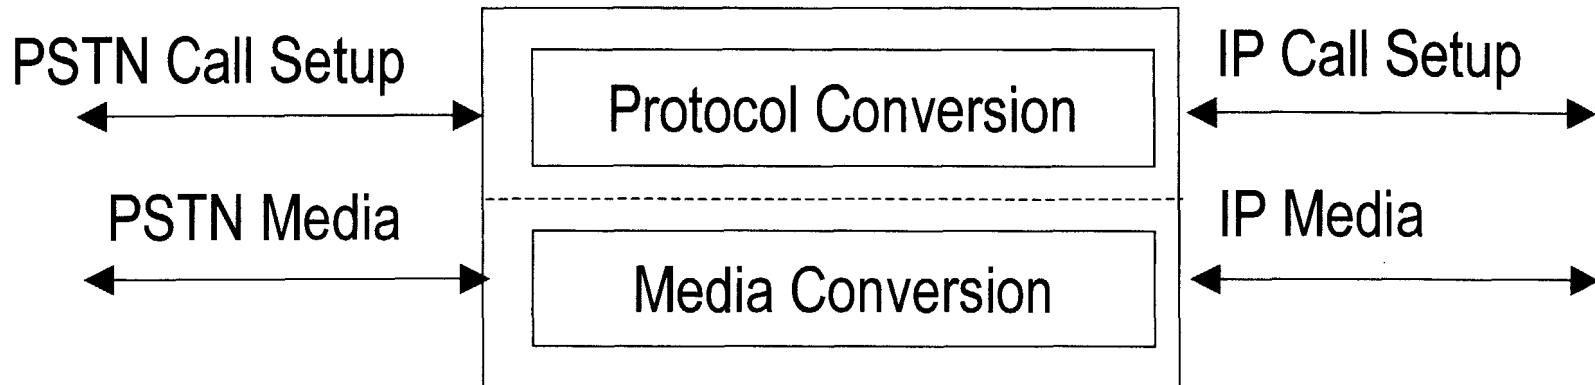 PSTN Call Setup
Protocol Conversion
IP Call Setup
PSTN Media
Media Conversion
IP Media